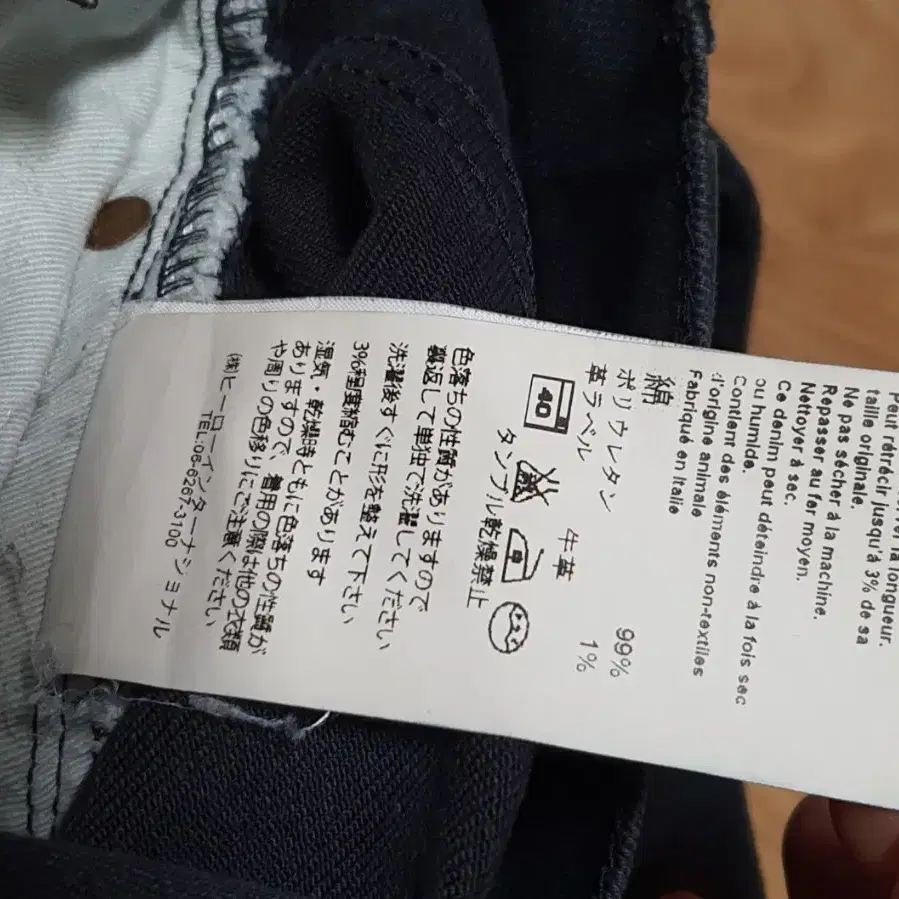 peut rétrécir jusqu'à 3% de sa
taille originale.
Ne pas sécher à la machine.
Repasser au fer moyen.
Nettoyer à sec.
Ce denim peut déteindre à la fois sec
ou humide.
Contient des éléments non-textiles
d'origine animale
Fabriqué en Italie
綿 99%
ポリウレタン 1%
革ラベル 牛革
40
タンブル乾燥禁止
色落ちの性質がありますので
裏返して単独で洗濯してください
洗濯後すぐに形を整えて下さい
3%程度縮むことがあります
湿気・乾燥時ともに色落ちの性質が
ありますので、着用の際は他の衣類
や周りの色移りにご注意ください
(株)ヒーローインターナショナル
TEL:06-6267-3100